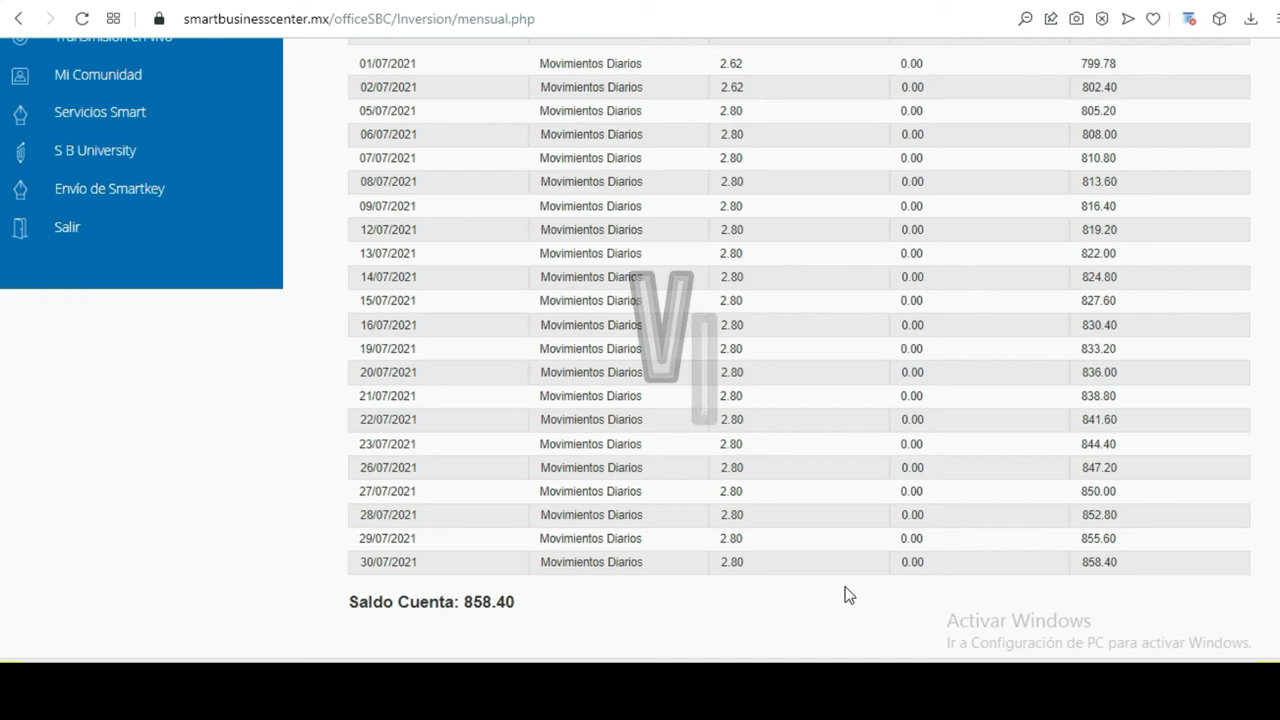 smartbusinesscenter.mx/officeSBC/Inversion/mensual.php
Transmisión en vivo
Mi Comunidad
Servicios Smart
S B University
Envío de Smartkey
Salir
01/07/2021 Movimientos Diarios 2.62 0.00 799.78
02/07/2021 Movimientos Diarios 2.62 0.00 802.40
05/07/2021 Movimientos Diarios 2.80 0.00 805.20
06/07/2021 Movimientos Diarios 2.80 0.00 808.00
07/07/2021 Movimientos Diarios 2.80 0.00 810.80
08/07/2021 Movimientos Diarios 2.80 0.00 813.60
09/07/2021 Movimientos Diarios 2.80 0.00 816.40
12/07/2021 Movimientos Diarios 2.80 0.00 819.20
13/07/2021 Movimientos Diarios 2.80 0.00 822.00
14/07/2021 Movimientos Diarios 2.80 0.00 824.80
15/07/2021 Movimientos Diarios 2.80 0.00 827.60
16/07/2021 Movimientos Diarios 2.80 0.00 830.40
19/07/2021 Movimientos Diarios 2.80 0.00 833.20
20/07/2021 Movimientos Diarios 2.80 0.00 836.00
21/07/2021 Movimientos Diarios 2.80 0.00 838.80
22/07/2021 Movimientos Diarios 2.80 0.00 841.60
23/07/2021 Movimientos Diarios 2.80 0.00 844.40
26/07/2021 Movimientos Diarios 2.80 0.00 847.20
27/07/2021 Movimientos Diarios 2.80 0.00 850.00
28/07/2021 Movimientos Diarios 2.80 0.00 852.80
29/07/2021 Movimientos Diarios 2.80 0.00 855.60
30/07/2021 Movimientos Diarios 2.80 0.00 858.40
Saldo Cuenta: 858.40
Activar Windows
Ir a Configuración de PC para activar Windows.